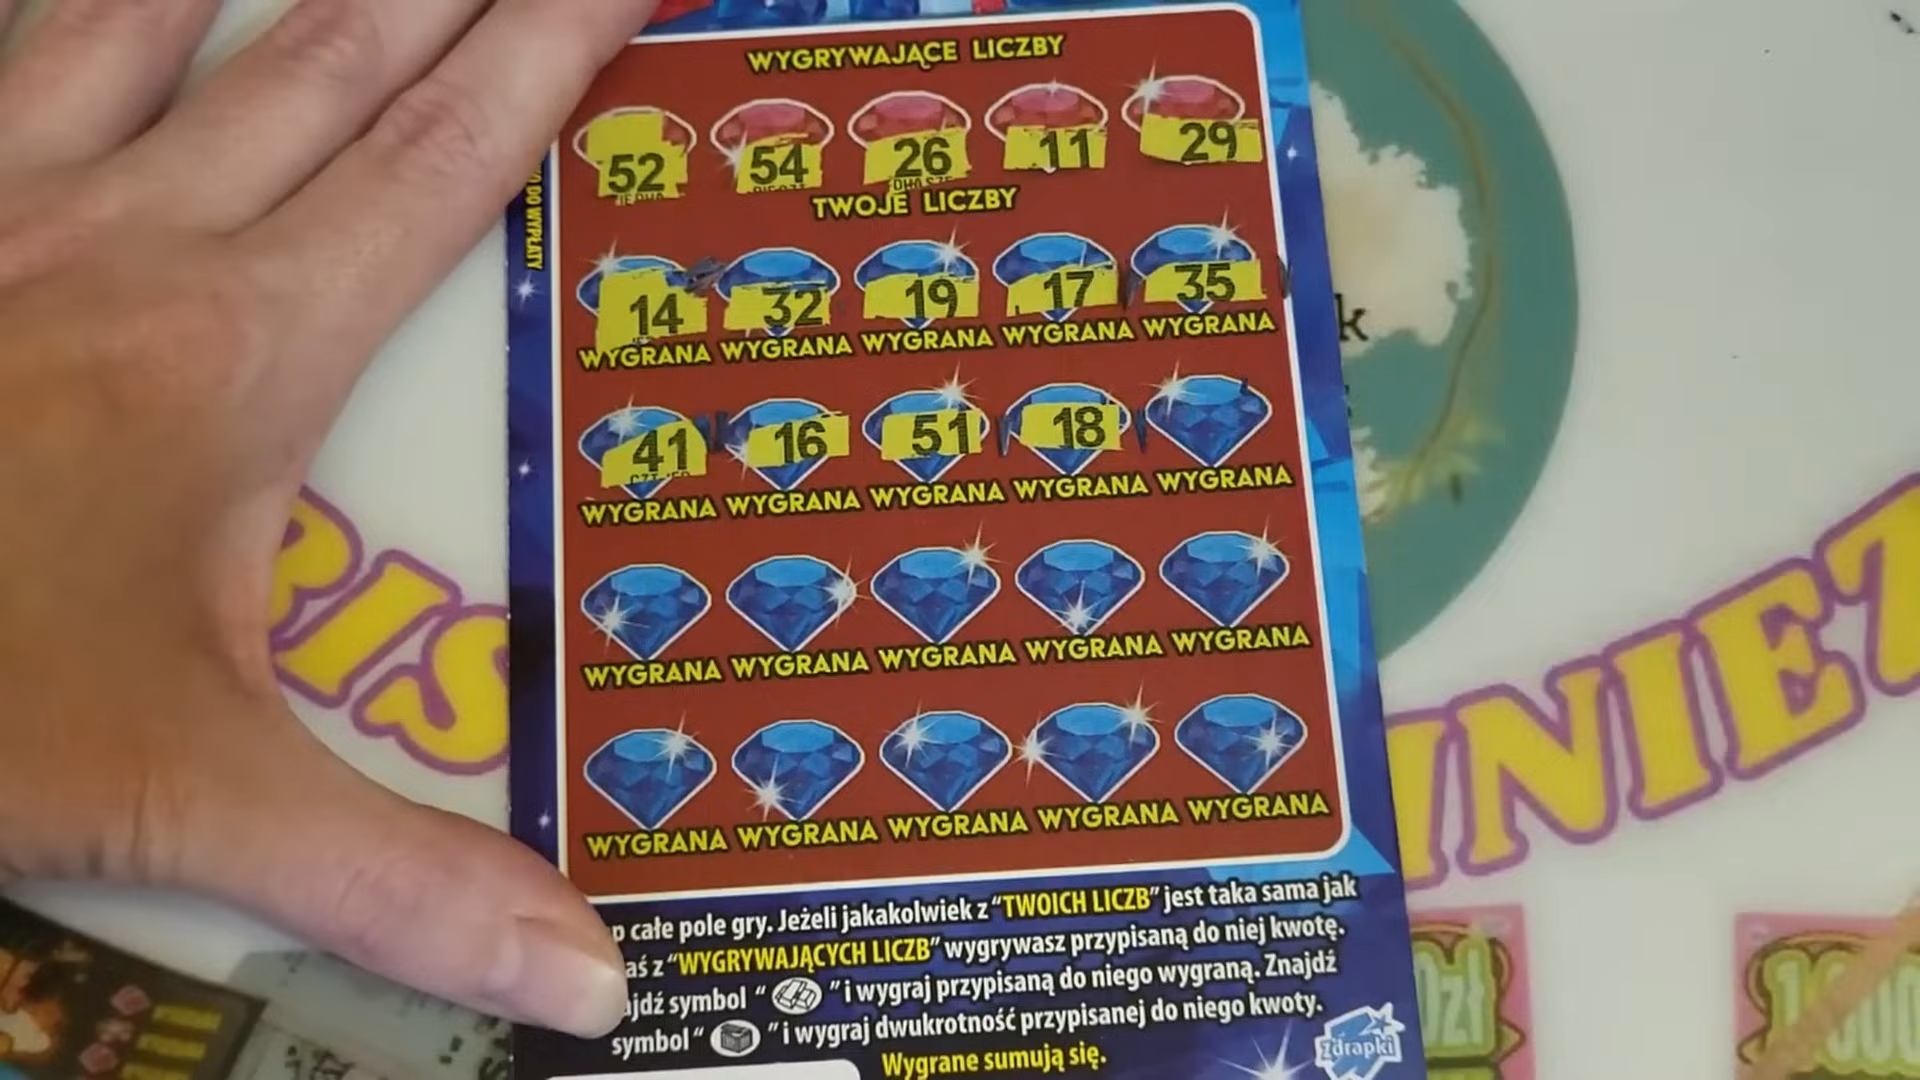 WYGRYWAJĄCE LICZBY
52 54 26 11 29
TWOJE LICZBY
14 32 19 17 35
WYGRANA WYGRANA WYGRANA WYGRANA WYGRANA
41 16 51 18
WYGRANA WYGRANA WYGRANA WYGRANA WYGRANA
WYGRANA WYGRANA WYGRANA WYGRANA WYGRANA
WYGRANA WYGRANA WYGRANA WYGRANA WYGRANA
całe pole gry. Jeżeli jakakolwiek z "TWOICH LICZB" jest taka sama jak
z "WYGRYWAJĄCYCH LICZB" wygrywasz przypisaną do niej kwotę.
symbol " " i wygraj przypisaną do niego wygraną. Znajdź
symbol " " i wygraj dwukrotność przypisanej do niego kwoty.
Wygrane sumują się.
Zdrapki
DO WYPŁATY
k
BIS